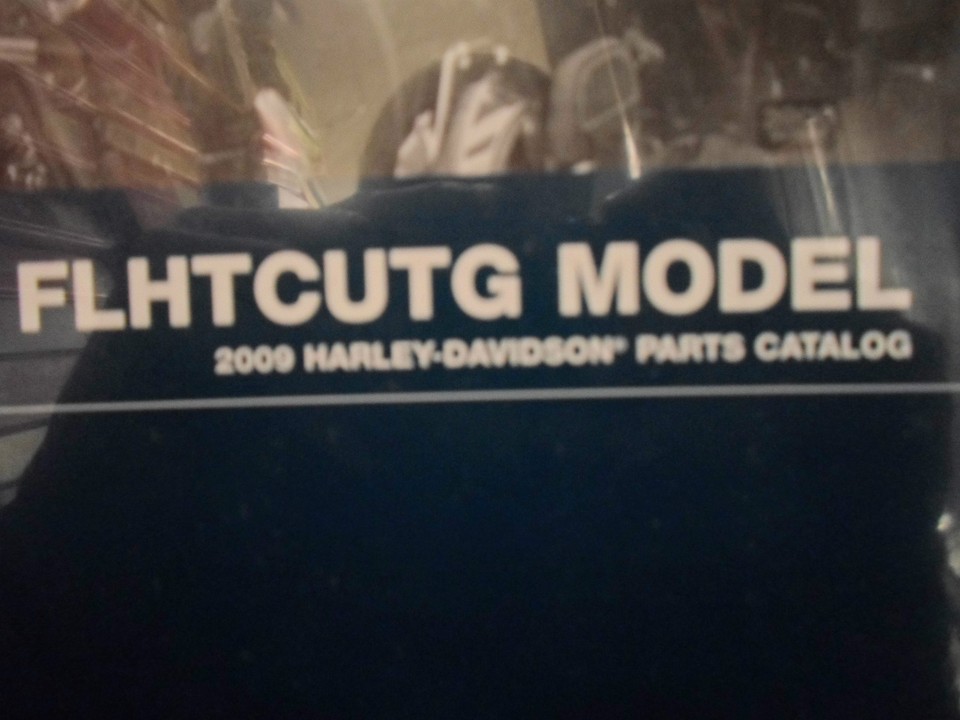 FLHTCUTG MODEL
2009 HARLEY-DAVIDSON® PARTS CATALOG